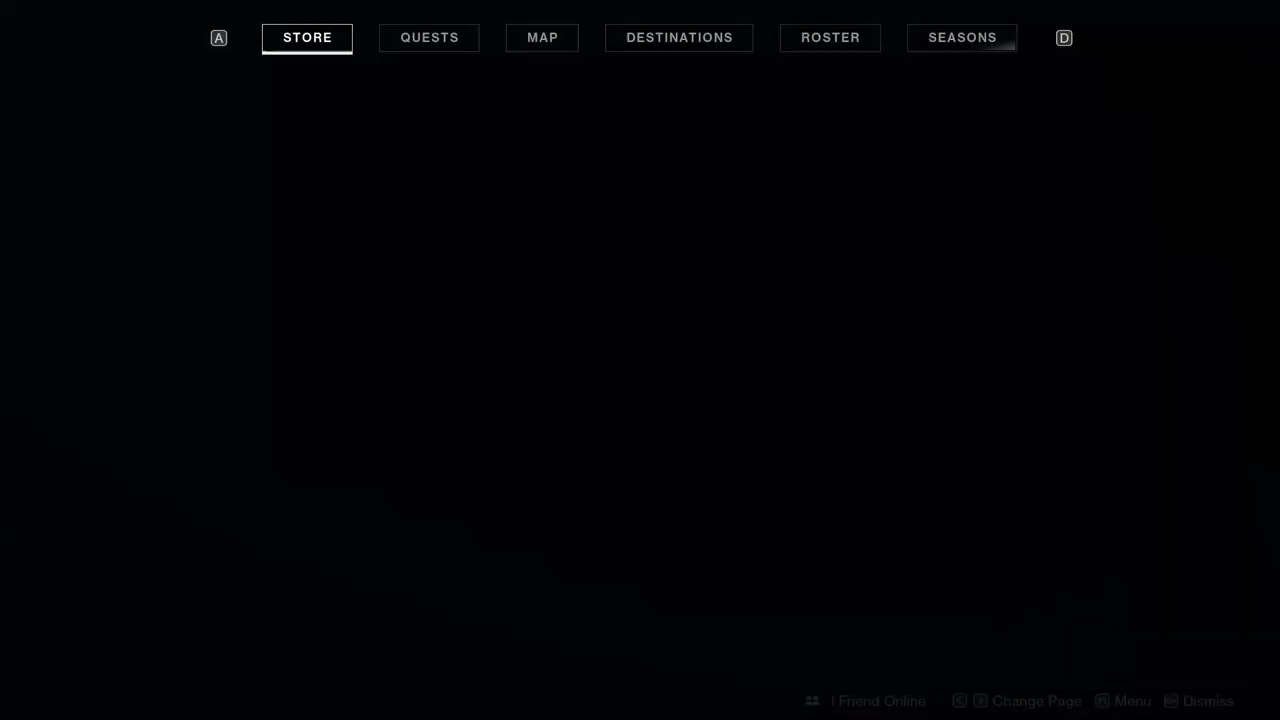 A STORE QUESTS MAP DESTINATIONS ROSTER SEASONS D
1 Friend Online Change Page Menu Dismiss